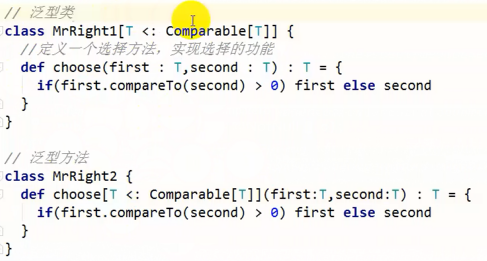 // 泛型类
class MrRight1[T <: Comparable[T]] {
//定义一个选择方法，实现选择的功能
def choose(first : T,second : T) : T = {
if(first.compareTo(second) > 0) first else second
}
}
// 泛型方法
class MrRight2 {
def choose[T <: Comparable[T]](first:T,second:T) : T = {
if(first.compareTo(second) > 0) first else second
}
}